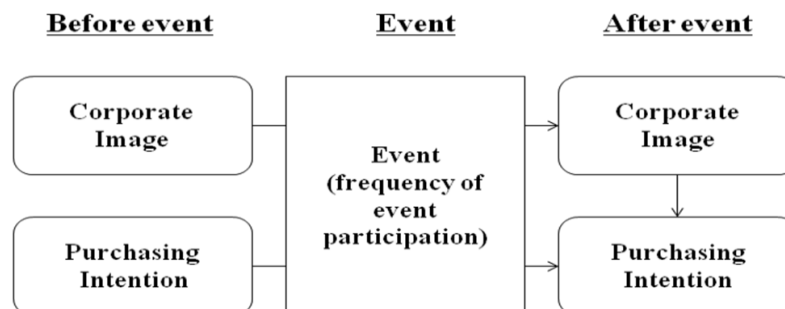 Before event
Event
After event
Corporate
Image
Event
(frequency of
event
participation)
Corporate
Image
Purchasing
Intention
Purchasing
Intention